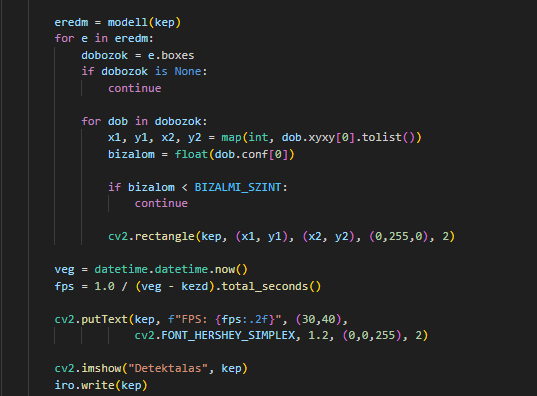 eredm = modell(kep)
for e in eredm:
    dobozok = e.boxes
    if dobozok is None:
        continue

    for dob in dobozok:
        x1, y1, x2, y2 = map(int, dob.xyxy[0].tolist())
        bizalom = float(dob.conf[0])

        if bizalom < BIZALMI_SZINT:
            continue

        cv2.rectangle(kep, (x1, y1), (x2, y2), (0,255,0), 2)

veg = datetime.datetime.now()
fps = 1.0 / (veg - kezd).total_seconds()

cv2.putText(kep, f"FPS: {fps:.2f}", (30,40),
            cv2.FONT_HERSHEY_SIMPLEX, 1.2, (0,0,255), 2)

cv2.imshow("Detektalas", kep)
iro.write(kep)